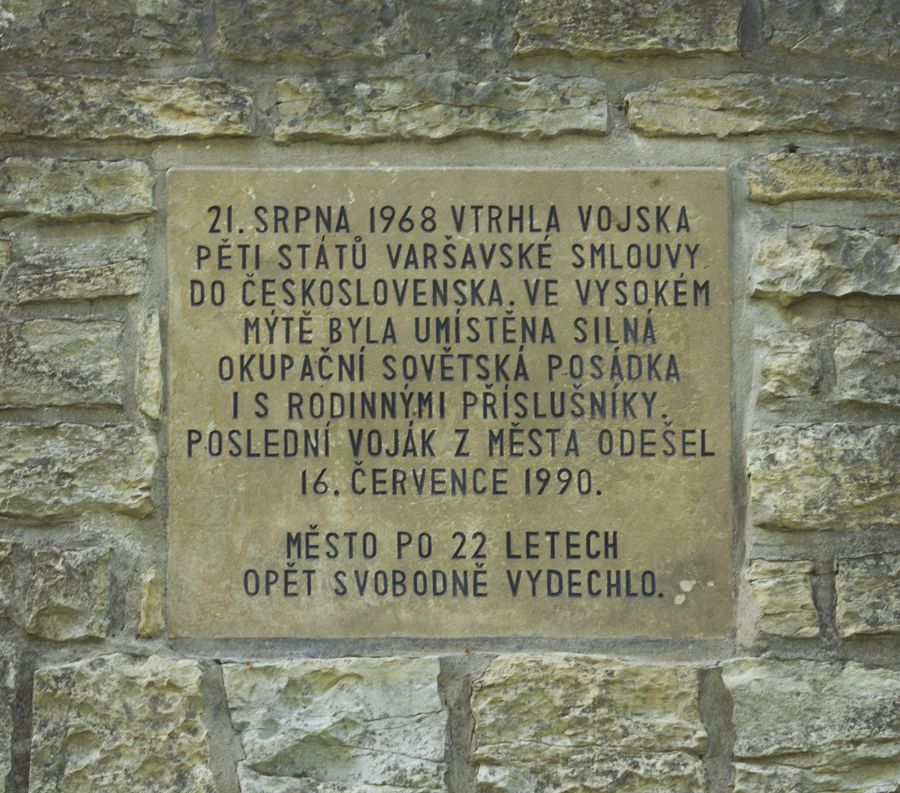 21. SRPNA 1968 VTRHLA VOJSKA
PĚTI STÁTŮ VARŠAVSKÉ SMLOUVY
DO ČESKOSLOVENSKA. VE VYSOKÉM
MÝTĚ BYLA UMÍSTĚNA SILNÁ
OKUPAČNÍ SOVĚTSKÁ POSÁDKA
I S RODINNÝMI PŘÍSLUŠNÍKY.
POSLEDNÍ VOJÁK Z MĚSTA ODEŠEL
16. ČERVENCE 1990.
MĚSTO PO 22 LETECH
OPĚT SVOBODNĚ VYDECHLO.